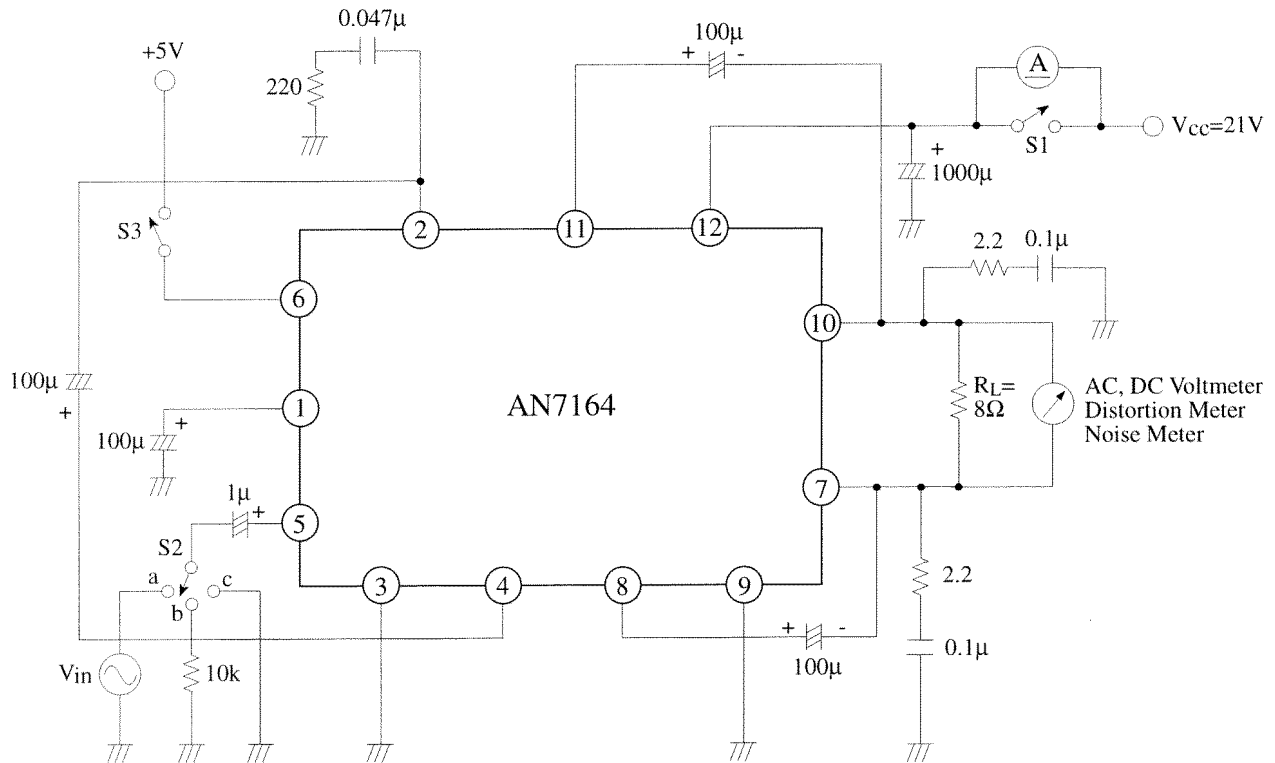 0.047μ
+5V
220
100μ
+ -
A
S1
VCC=21V
+
1000μ
S3
2
11
12
2.2
0.1μ
6
10
100μ
+
1
+
100μ
AN7164
RL=
8Ω
AC, DC Voltmeter
Distortion Meter
Noise Meter
1μ
+
5
7
S2
a
b
c
3
4
8
9
2.2
+ -
100μ
0.1μ
Vin
10k